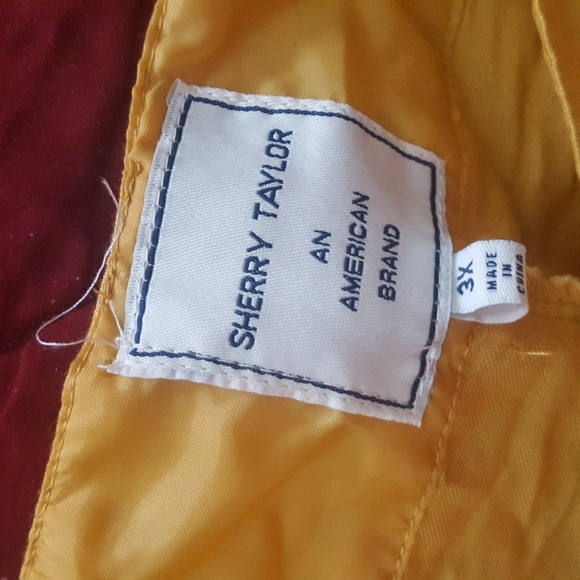 SHERRY TAYLOR
AN
AMERICAN
BRAND
3X
MADE
IN
CHINA